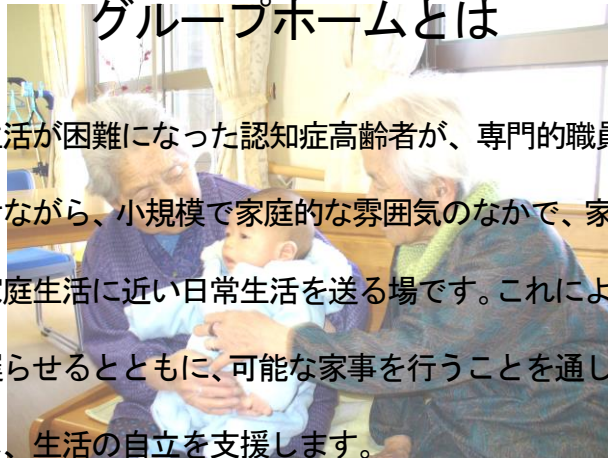 グループホームとは
活が困難になった認知症高齢者が、専門的職員
ながら、小規模で家庭的な雰囲気のなかで、家
庭生活に近い日常生活を送る場です。これによ
らせるとともに、可能な家事を行うことを通し
、生活の自立を支援します。